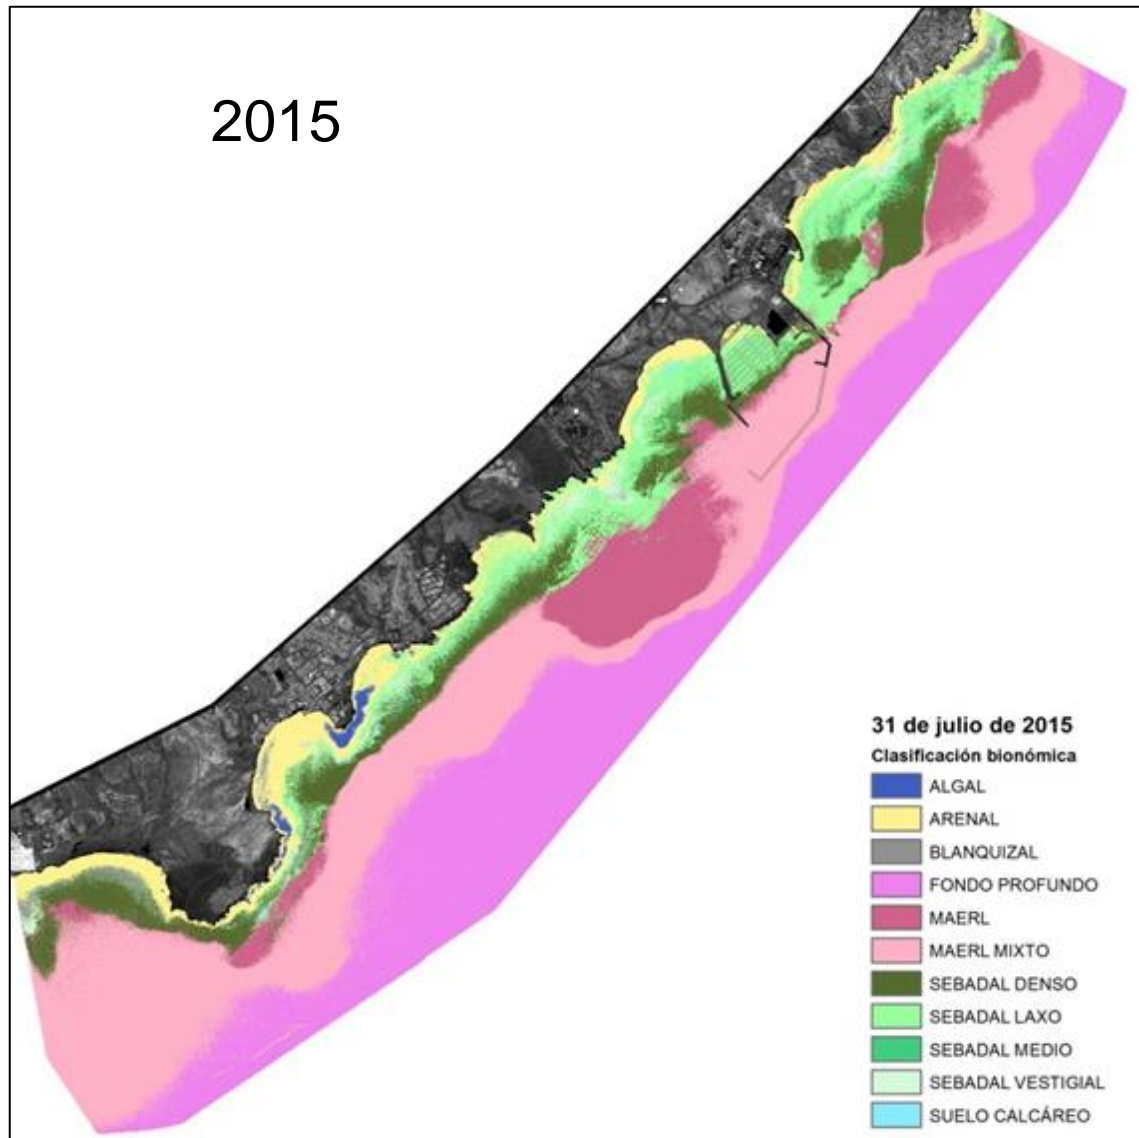 2015
31 de julio de 2015
Clasificación bionómica
ALGAL
ARENAL
BLANQUIZAL
FONDO PROFUNDO
MAERL
MAERL MIXTO
SEBADAL DENSO
SEBADAL LAXO
SEBADAL MEDIO
SEBADAL VESTIGIAL
SUELO CALCÁREO